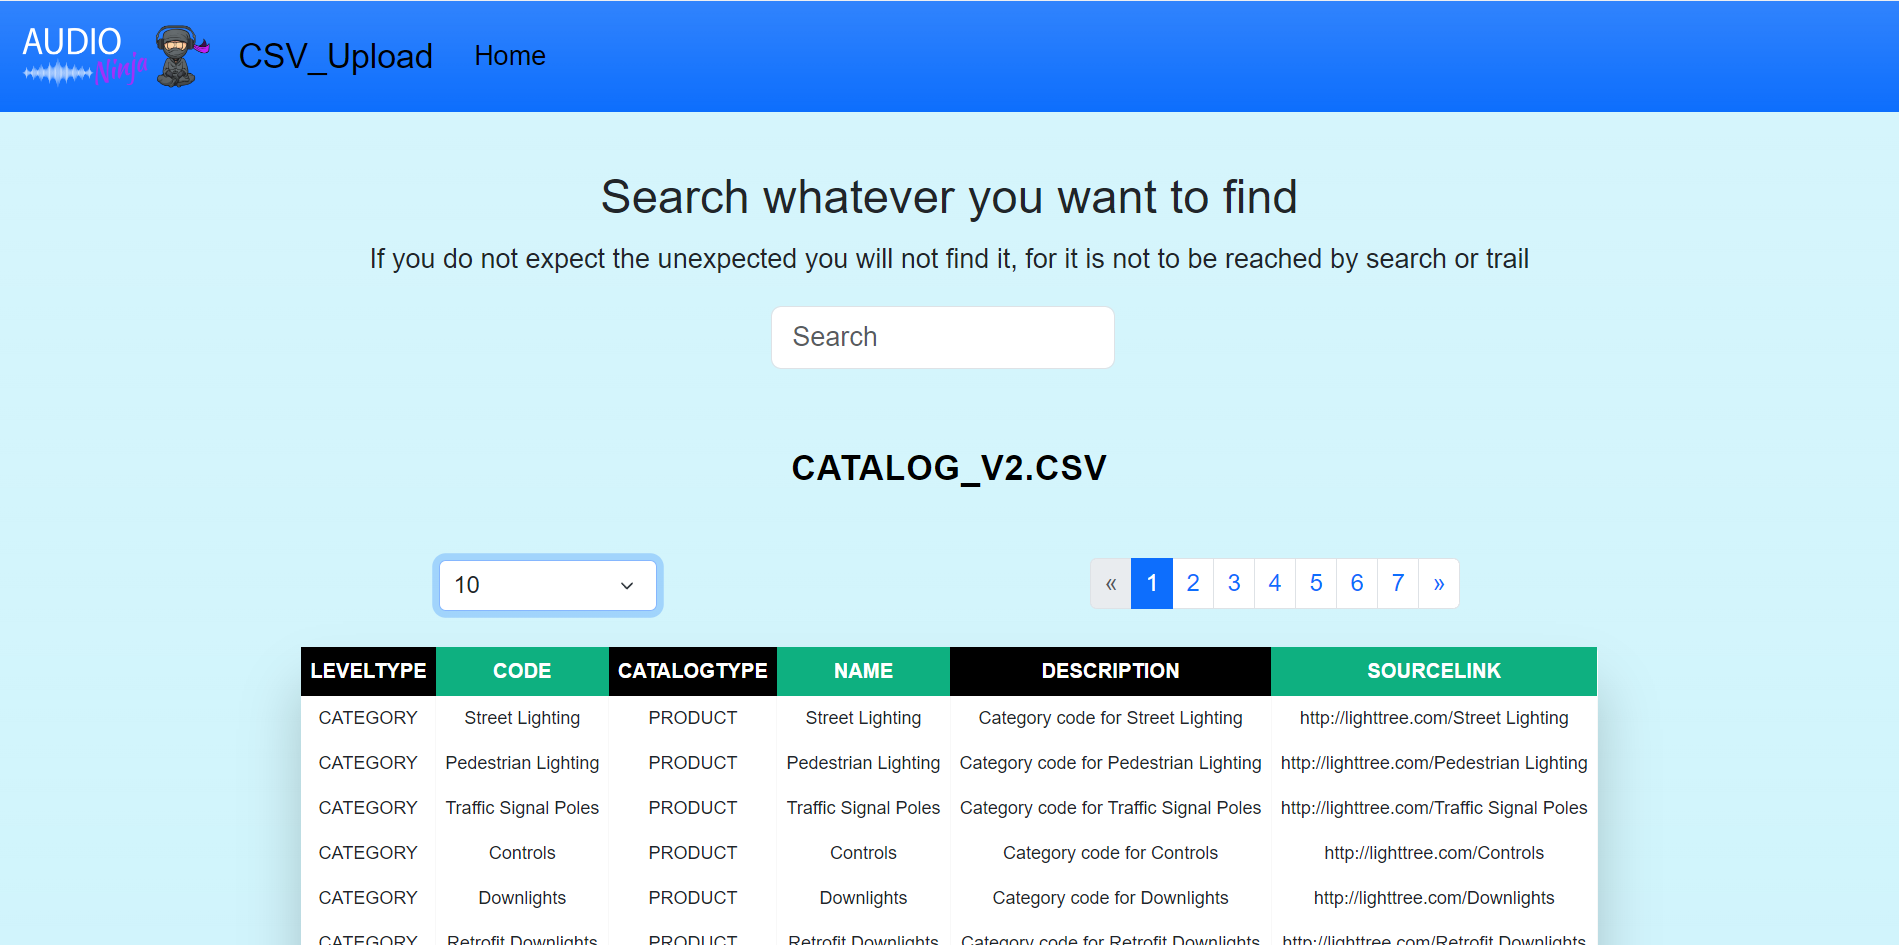 AUDIO
Ninja
CSV_Upload Home
Search whatever you want to find
If you do not expect the unexpected you will not find it, for it is not to be reached by search or trail
Search
CATALOG_V2.CSV
10 « 1 2 3 4 5 6 7 »
LEVELTYPE CODE CATALOGTYPE NAME DESCRIPTION SOURCELINK
CATEGORY Street Lighting PRODUCT Street Lighting Category code for Street Lighting http://lighttree.com/Street Lighting
CATEGORY Pedestrian Lighting PRODUCT Pedestrian Lighting Category code for Pedestrian Lighting http://lighttree.com/Pedestrian Lighting
CATEGORY Traffic Signal Poles PRODUCT Traffic Signal Poles Category code for Traffic Signal Poles http://lighttree.com/Traffic Signal Poles
CATEGORY Controls PRODUCT Controls Category code for Controls http://lighttree.com/Controls
CATEGORY Downlights PRODUCT Downlights Category code for Downlights http://lighttree.com/Downlights
CATEGORY Retrofit Downlights PRODUCT Retrofit Downlights Category code for Retrofit Downlights http://lighttree.com/Retrofit Downlights